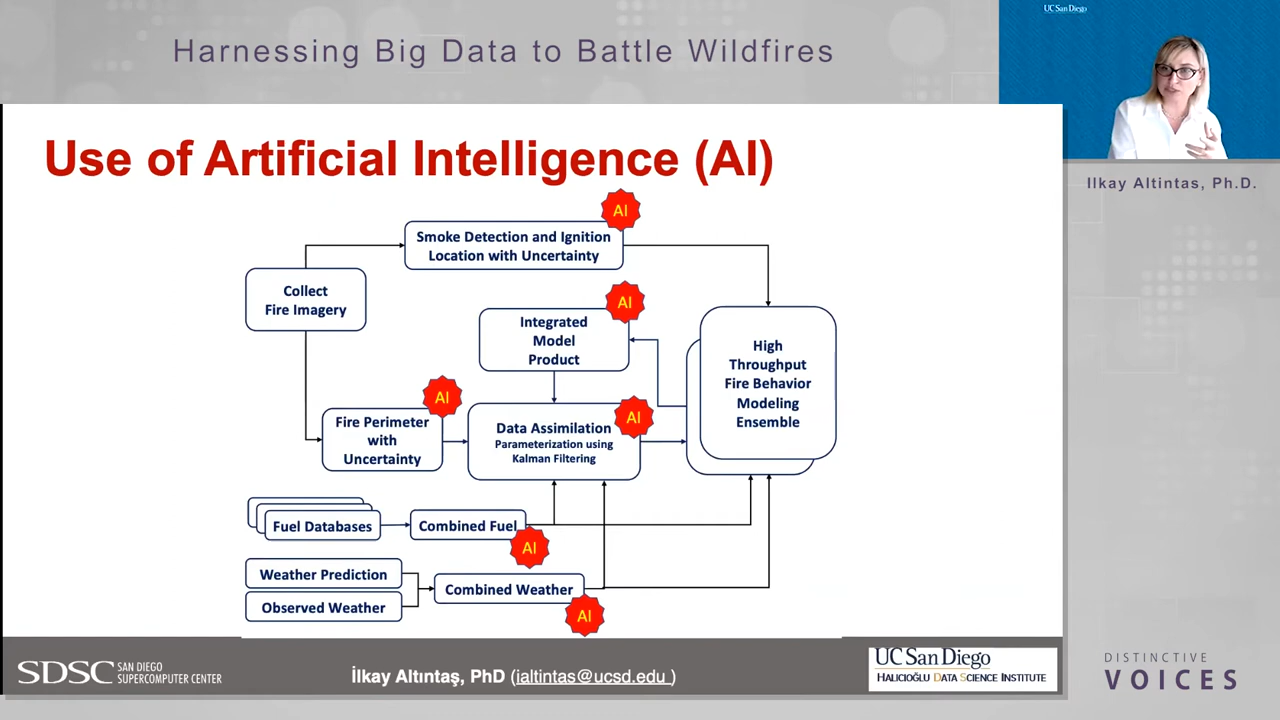 Harnessing Big Data to Battle Wildfires
UC San Diego
Ilkay Altintas, Ph.D.
Use of Artificial Intelligence (AI)
AI
Smoke Detection and Ignition
Location with Uncertainty
Collect
Fire Imagery
AI
Integrated
Model
Product
High
Throughput
Fire Behavior
Modeling
Ensemble
AI
Fire Perimeter
with
Uncertainty
AI
Data Assimilation
Parameterization using
Kalman Filtering
Fuel Databases
Combined Fuel
AI
Weather Prediction
Observed Weather
Combined Weather
AI
SDSC SAN DIEGO
SUPERCOMPUTER CENTER
İlkay Altıntaş, PhD (ialtintas@ucsd.edu )
UC San Diego
HALICIOĞLU DATA SCIENCE INSTITUTE
DISTINCTIVE
VOICES